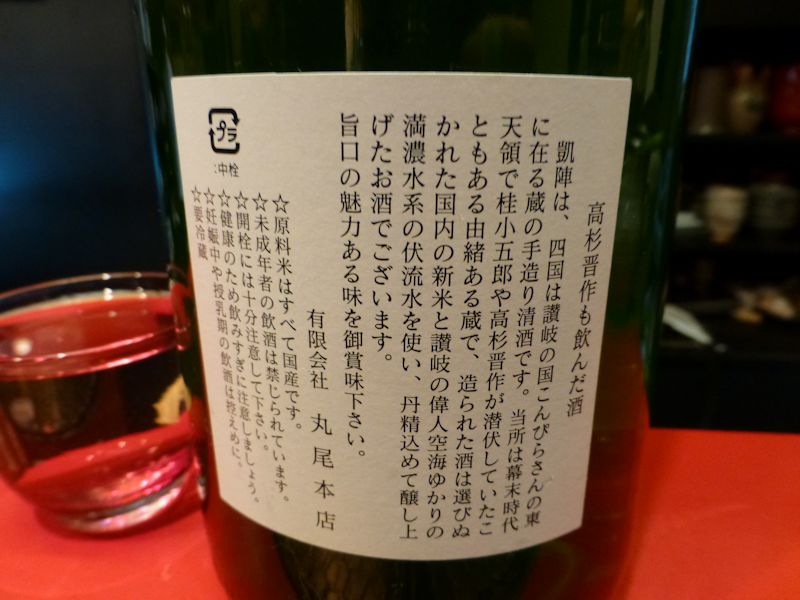 高杉晋作も飲んだ酒
凱陣は、四国は讃岐の国こんぴらさんの東
に在る蔵の手造り清酒です。当所は幕末時代
天領で桂小五郎や高杉晋作が潜伏していたこ
ともある由緒ある蔵で、造られた酒は選びぬ
かれた国内の新米と讃岐の偉人空海ゆかりの
満濃水系の伏流水を使い、丹精込めて醸し上
げたお酒でございます。
旨口の魅力ある味を御賞味下さい。
有限会社 丸尾本店
☆原料米はすべて国産です。
☆未成年者の飲酒は禁じられています。
☆開栓には十分注意して下さい。
☆健康のため飲みすぎに注意しましょう。
☆妊娠中や授乳期の飲酒は控えめに。
☆要冷蔵
プラ
:中栓